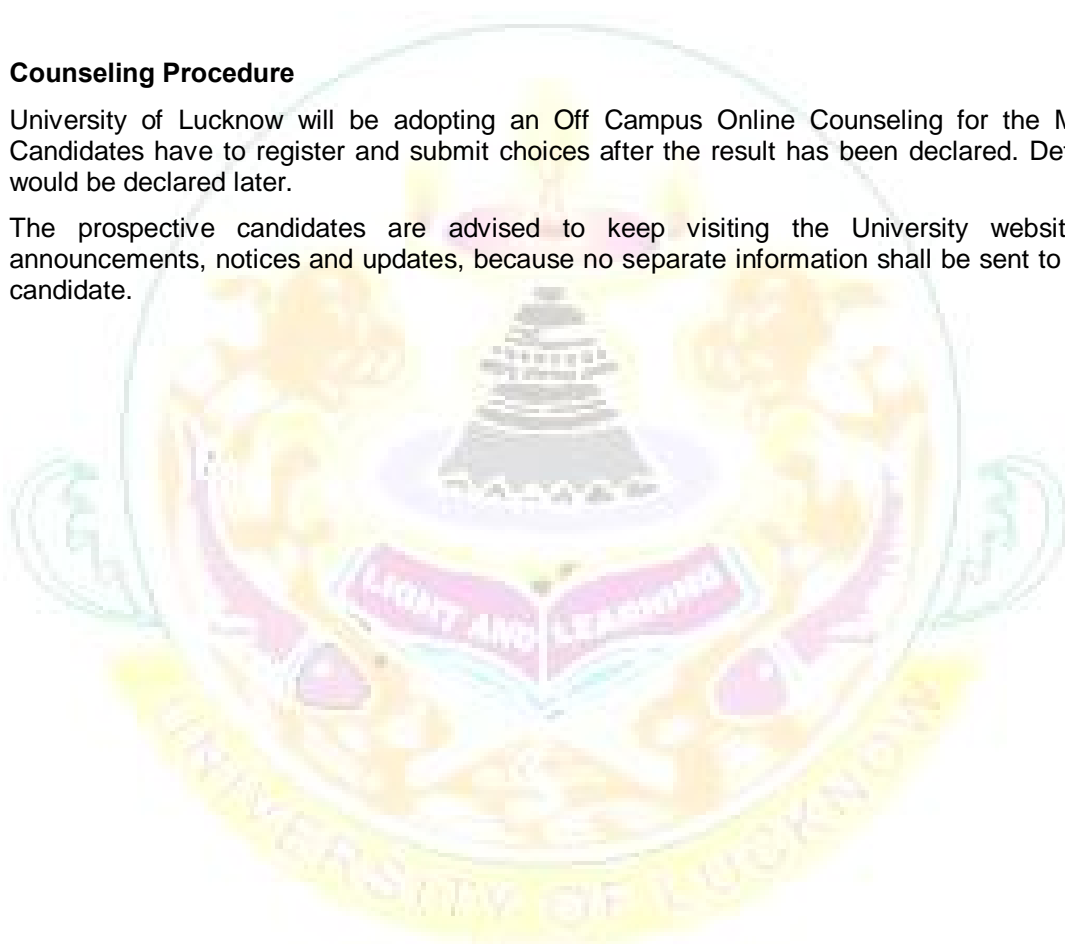 Counseling Procedure
University of Lucknow will be adopting an Off Campus Online Counseling for the
Candidates have to register and submit choices after the result has been declared.
would be declared later.
The prospective candidates are advised to keep visiting the University
announcements, notices and updates, because no separate information shall be sent to
candidate.
LIGHT AND LEARNING
UNIVERSITY OF LUCKNOW